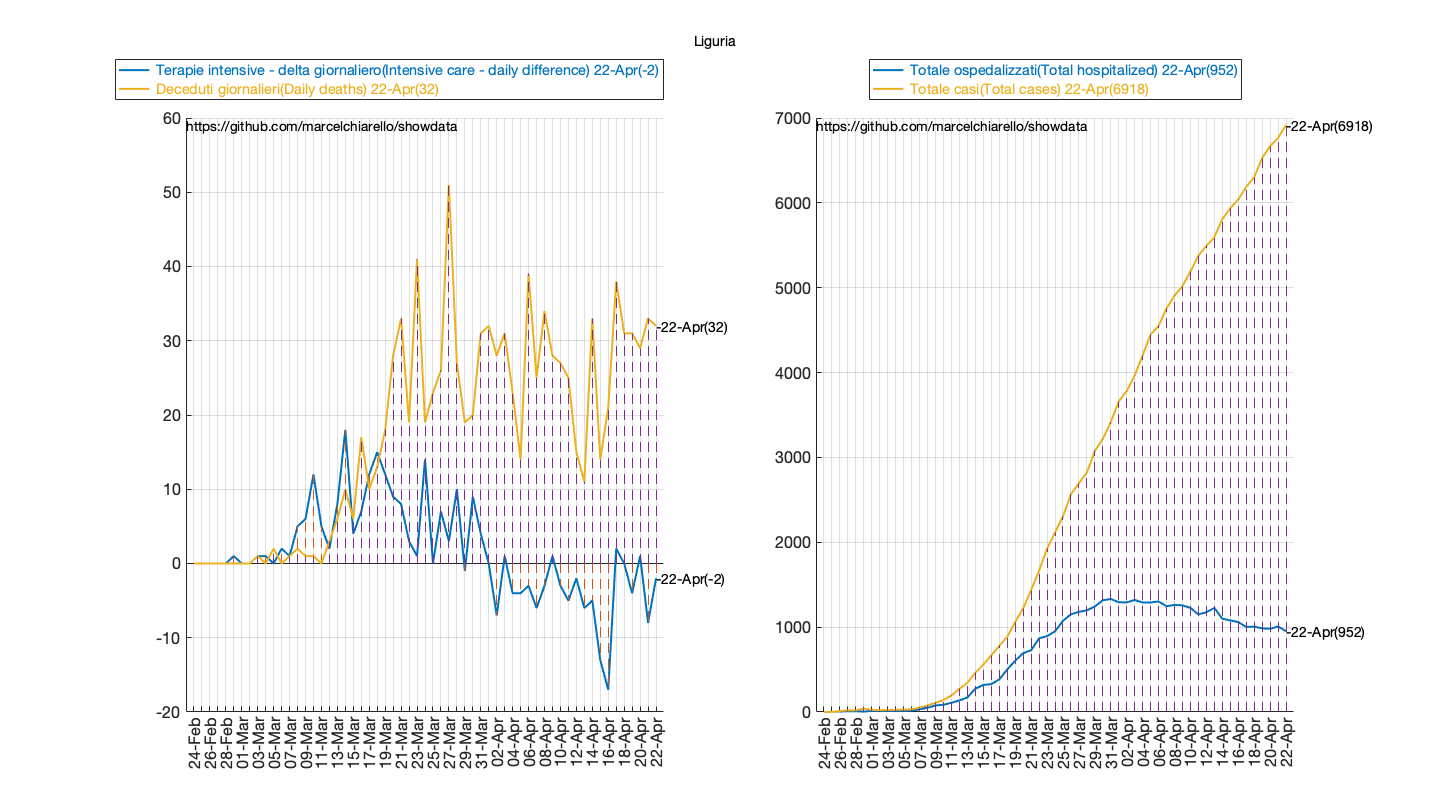 Liguria
Terapie intensive - delta giornaliero(Intensive care - daily difference) 22-Apr(-2)
Deceduti giornalieri(Daily deaths) 22-Apr(32)
https://github.com/marcelchiarello/showdata
60
50
40
30
20
10
0
-10
-20
-22-Apr(32)
-22-Apr(-2)
24-Feb
26-Feb
28-Feb
01-Mar
03-Mar
05-Mar
07-Mar
09-Mar
11-Mar
13-Mar
15-Mar
17-Mar
19-Mar
21-Mar
23-Mar
25-Mar
27-Mar
29-Mar
31-Mar
02-Apr
04-Apr
06-Apr
08-Apr
10-Apr
12-Apr
14-Apr
16-Apr
18-Apr
20-Apr
22-Apr
Totale ospedalizzati(Total hospitalized) 22-Apr(952)
Totale casi(Total cases) 22-Apr(6918)
https://github.com/marcelchiarello/showdata
7000
6000
5000
4000
3000
2000
1000
0
-22-Apr(6918)
-22-Apr(952)
24-Feb
26-Feb
28-Feb
01-Mar
03-Mar
05-Mar
07-Mar
09-Mar
11-Mar
13-Mar
15-Mar
17-Mar
19-Mar
21-Mar
23-Mar
25-Mar
27-Mar
29-Mar
31-Mar
02-Apr
04-Apr
06-Apr
08-Apr
10-Apr
12-Apr
14-Apr
16-Apr
18-Apr
20-Apr
22-Apr